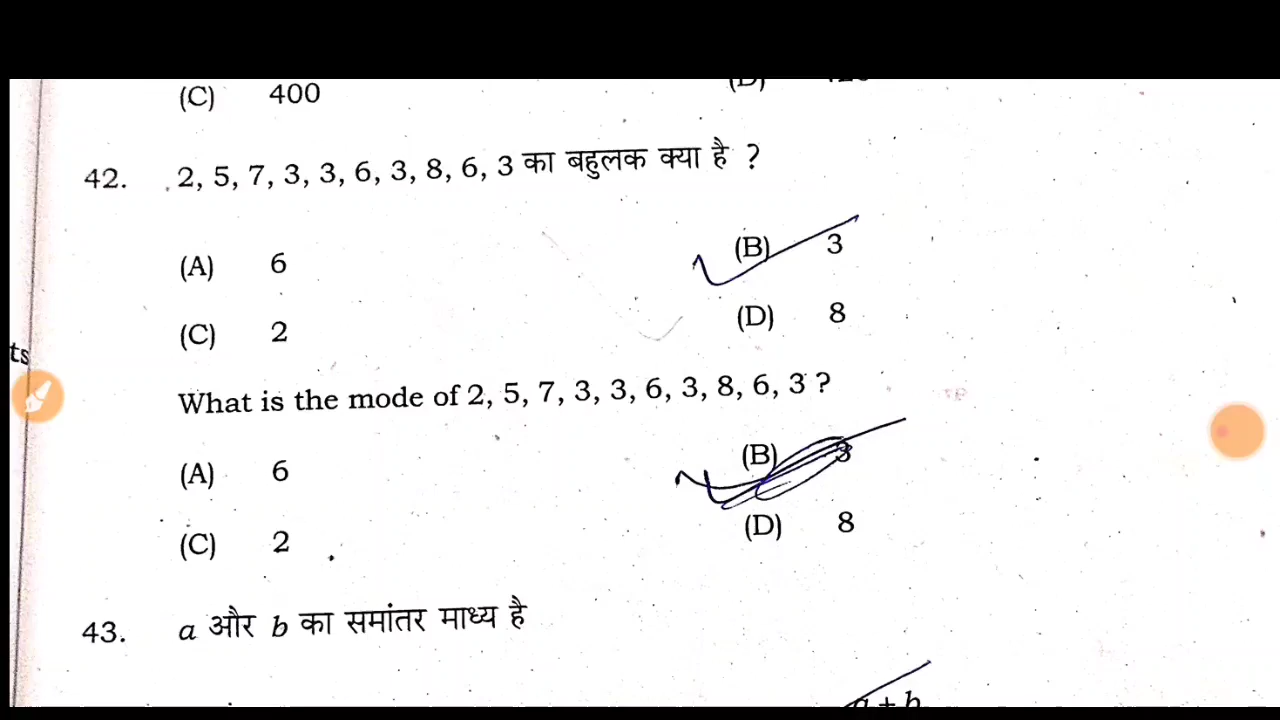 (C) 400
42. 2, 5, 7, 3, 3, 6, 3, 8, 6, 3 का बहुलक क्या है ?
(A) 6 (B) 3
(C) 2 (D) 8
ts
What is the mode of 2, 5, 7, 3, 3, 6, 3, 8, 6, 3 ?
(A) 6 (B) 3
(C) 2 (D) 8
43. a और b का समांतर माध्य है
a + b